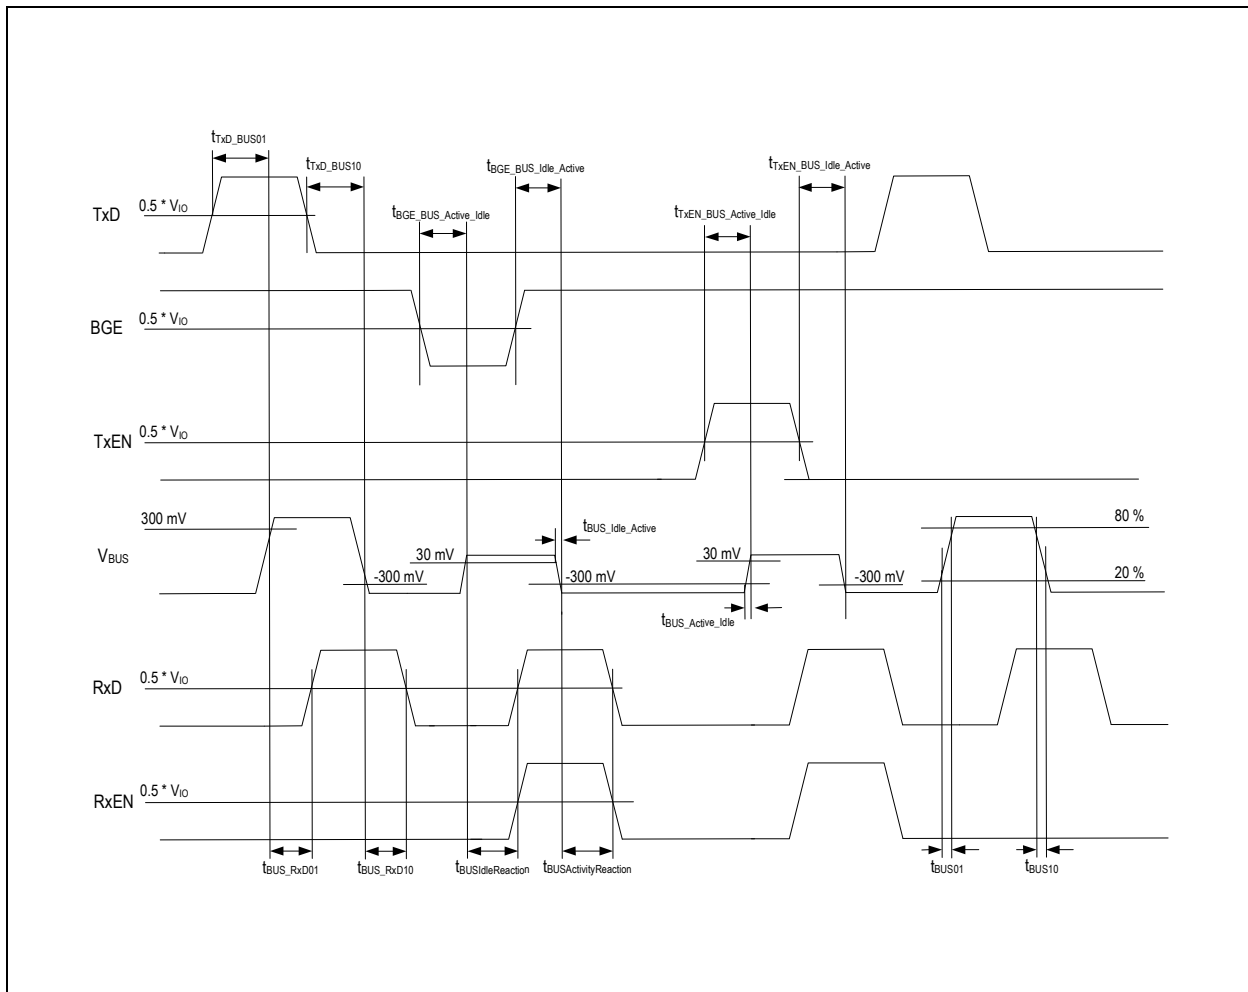 tTxD_BUS01
tTxD_BUS10
tBGE_BUS_Idle_Active
tTxEN_BUS_Idle_Active
TxD 0.5 * VIO
tBGE_BUS_Active_Idle
tTxEN_BUS_Active_Idle
BGE 0.5 * VIO
TxEN 0.5 * VIO
300 mV
tBUS_Idle_Active
80 %
VBUS
30 mV
30 mV
-300 mV
-300 mV
-300 mV
20 %
tBUS_Active_Idle
RxD 0.5 * VIO
RxEN 0.5 * VIO
tBUS_RxD01
tBUS_RxD10
tBUSIdleReaction
tBUSActivityReaction
tBUS01
tBUS10